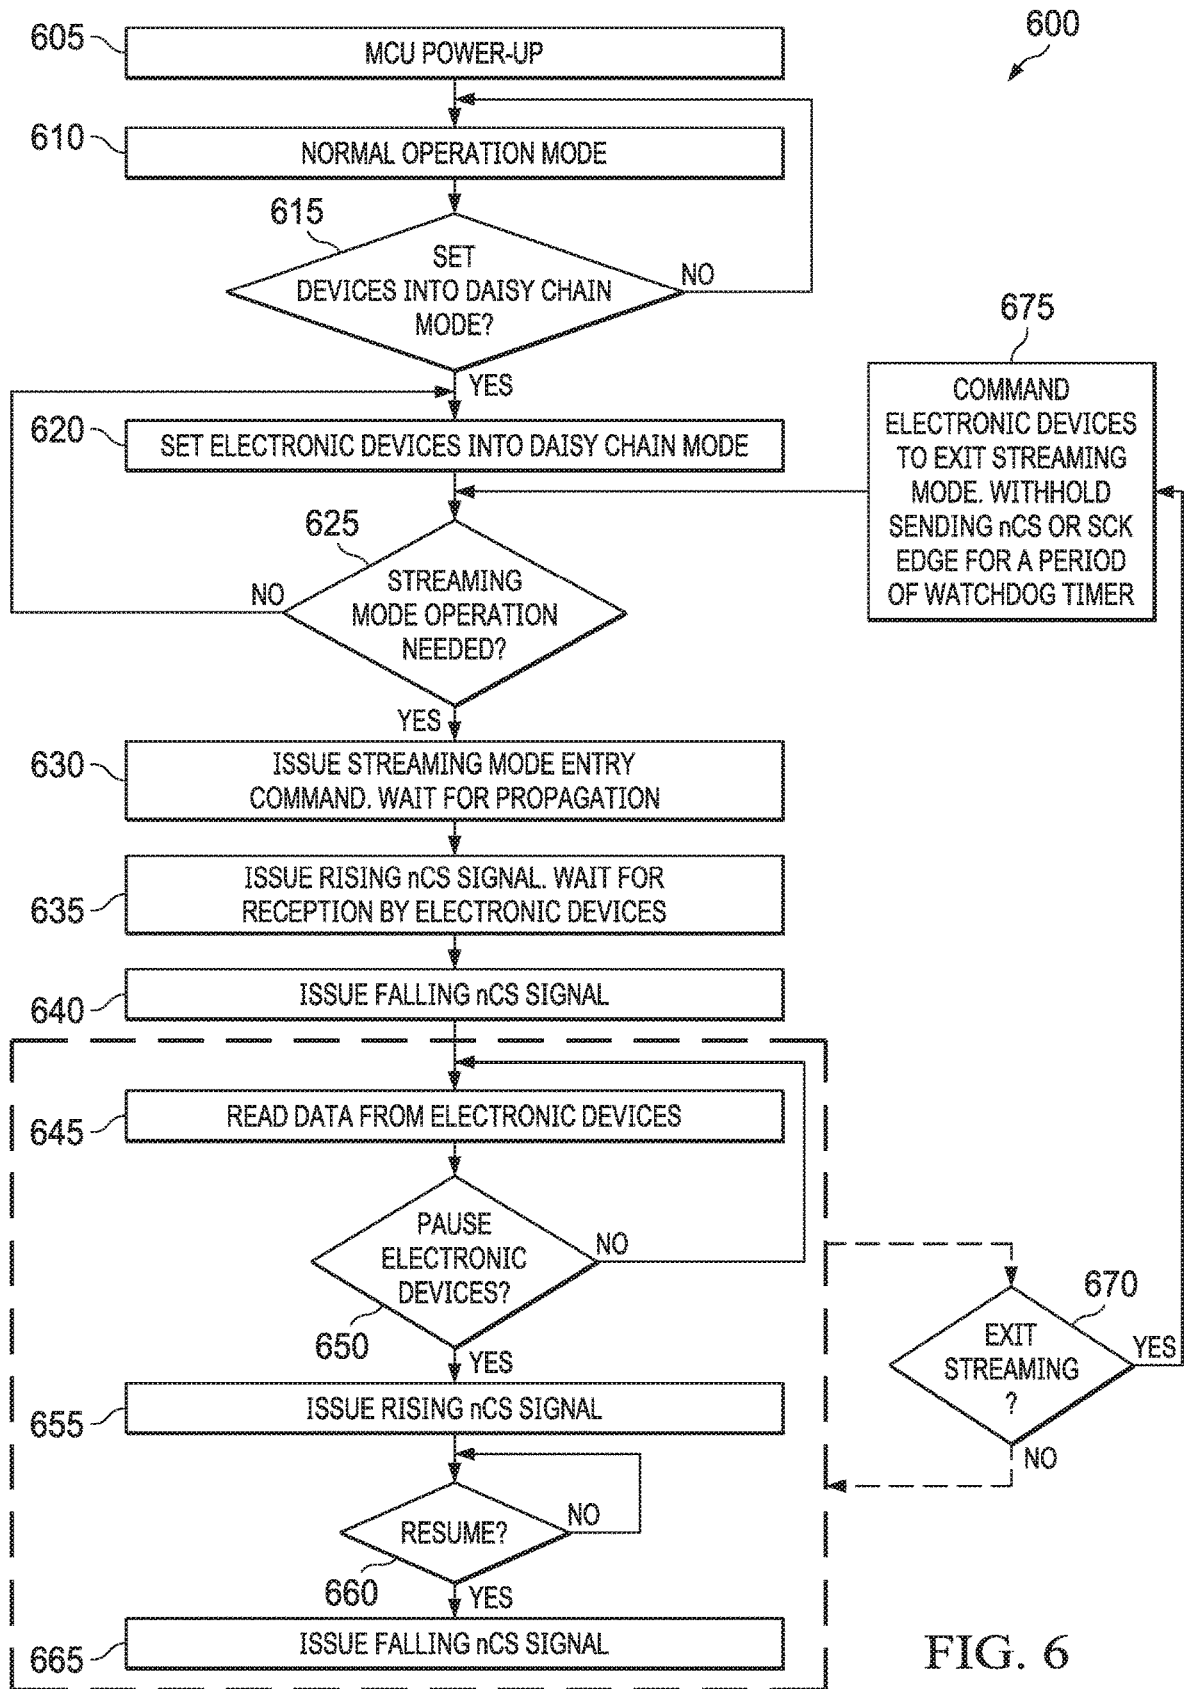 600
605
MCU POWER-UP
610
NORMAL OPERATION MODE
615
SET
DEVICES INTO DAISY CHAIN
MODE?
NO
YES
620
SET ELECTRONIC DEVICES INTO DAISY CHAIN MODE
625
STREAMING
MODE OPERATION
NEEDED?
NO
YES
675
COMMAND
ELECTRONIC DEVICES
TO EXIT STREAMING
MODE. WITHHOLD
SENDING nCS OR SCK
EDGE FOR A PERIOD
OF WATCHDOG TIMER
630
ISSUE STREAMING MODE ENTRY
COMMAND. WAIT FOR PROPAGATION
635
ISSUE RISING nCS SIGNAL. WAIT FOR
RECEPTION BY ELECTRONIC DEVICES
640
ISSUE FALLING nCS SIGNAL
645
READ DATA FROM ELECTRONIC DEVICES
PAUSE
ELECTRONIC
DEVICES?
NO
650
YES
670
EXIT
STREAMING
?
YES
NO
655
ISSUE RISING nCS SIGNAL
RESUME?
NO
660
YES
665
ISSUE FALLING nCS SIGNAL
FIG. 6